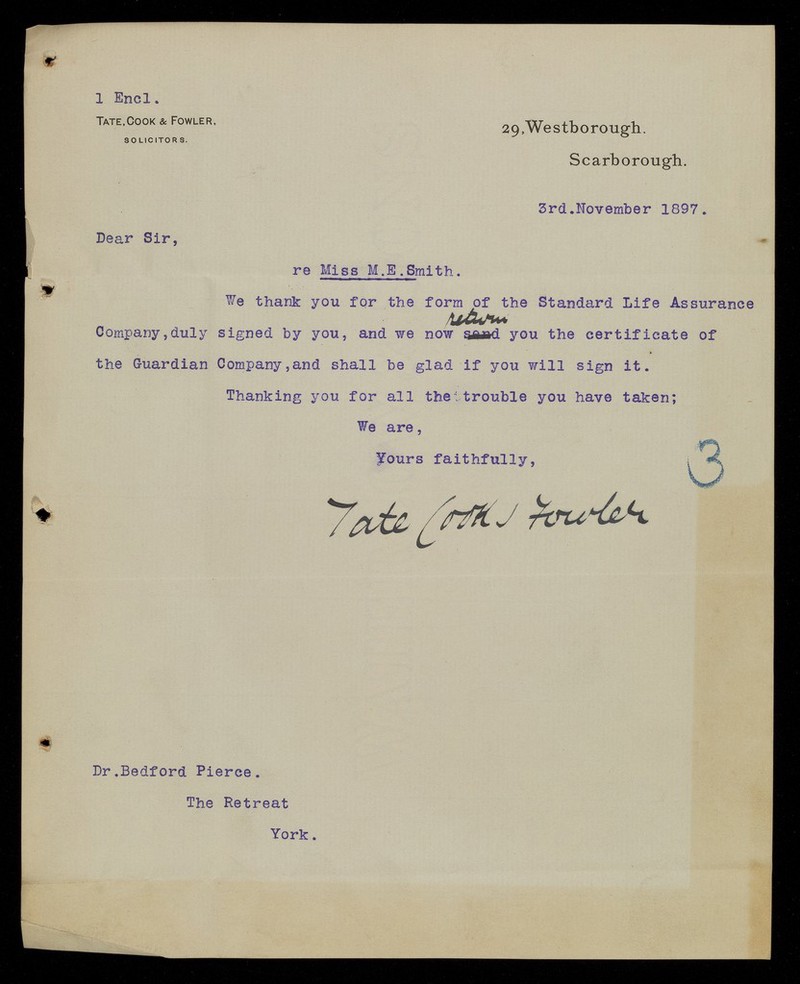 1 Encl.
TATE, COOK & FOWLER.
SOLICITORS.
29, Westborough.
Scarborough.
3rd.November 1897.
Dear Sir,
re Miss M.E.Smith.
We thank you for the form of the Standard Life Assurance
return
Company,duly signed by you, and we now send you the certificate of
the Guardian Company,and shall be glad if you will sign it.
Thanking you for all the trouble you have taken;
We are,
Yours faithfully,
3
Tate Cook & Fowler
Dr.Bedford Pierce.
The Retreat
York.